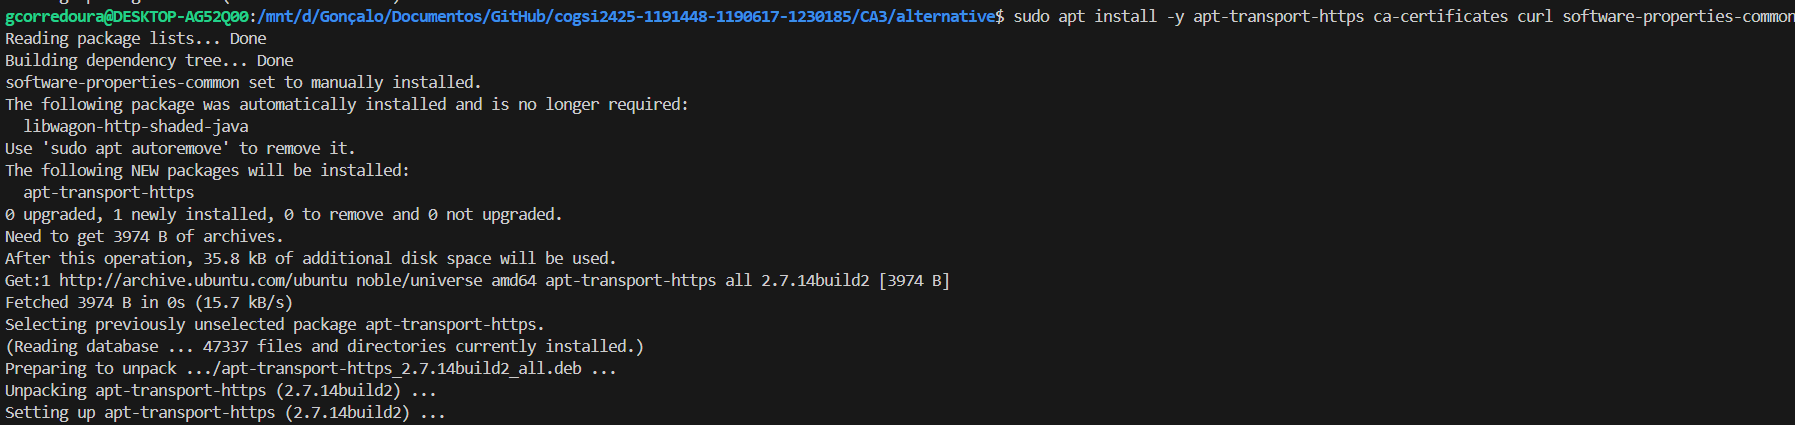 gcorredoura@DESKTOP-AG52Q00:/mnt/d/Gonçalo/Documentos/GitHub/cogsi2425-1191448-1190617-1230185/CA3/alternative$ sudo apt install -y apt-transport-https ca-certificates curl software-properties-common
Reading package lists... Done
Building dependency tree... Done
software-properties-common set to manually installed.
The following package was automatically installed and is no longer required:
  libwagon-http-shaded-java
Use 'sudo apt autoremove' to remove it.
The following NEW packages will be installed:
  apt-transport-https
0 upgraded, 1 newly installed, 0 to remove and 0 not upgraded.
Need to get 3974 B of archives.
After this operation, 35.8 kB of additional disk space will be used.
Get:1 http://archive.ubuntu.com/ubuntu noble/universe amd64 apt-transport-https all 2.7.14build2 [3974 B]
Fetched 3974 B in 0s (15.7 kB/s)
Selecting previously unselected package apt-transport-https.
(Reading database ... 47337 files and directories currently installed.)
Preparing to unpack .../apt-transport-https_2.7.14build2_all.deb ...
Unpacking apt-transport-https (2.7.14build2) ...
Setting up apt-transport-https (2.7.14build2) ...